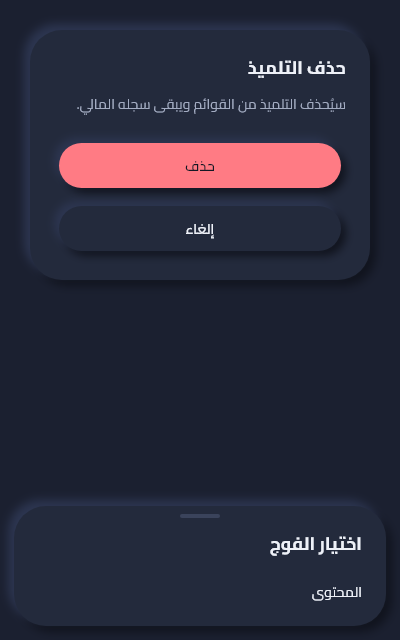 حذف التلميذ
سيُحذف التلميذ من القوائم ويبقى سجله المالي.
حذف
إلغاء
اختيار الفوج
المحتوى